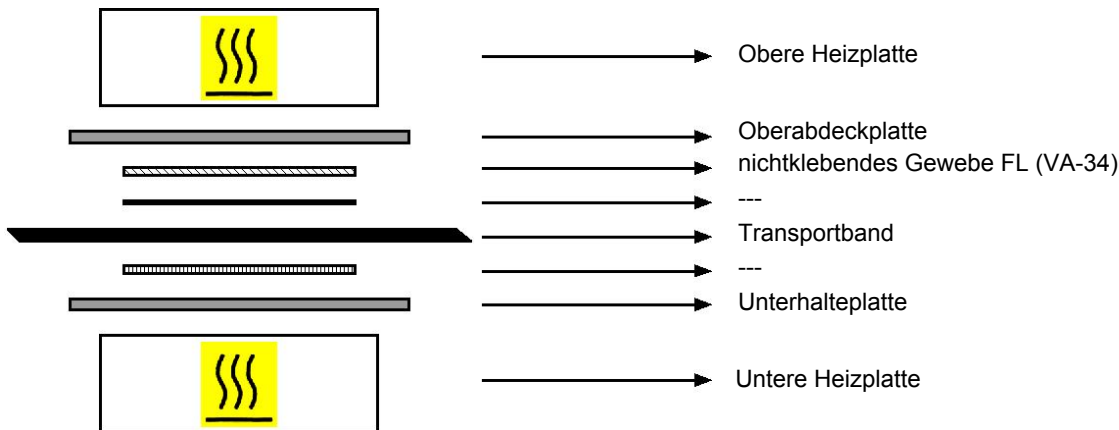 Obere Heizplatte
Oberabdeckplatte
nichtklebendes Gewebe FL (VA-34)
---
Transportband
---
Unterhalteplatte
Untere Heizplatte